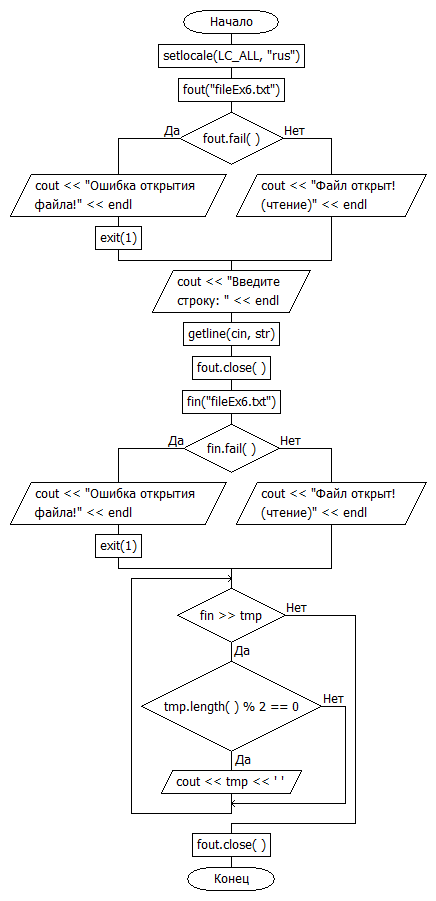 Начало
setlocale(LC_ALL, "rus")
fout("fileEx6.txt")
fout.fail( )
Да
Нет
cout << "Ошибка открытия
файла!" << endl
cout << "Файл открыт!
(чтение)" << endl
exit(1)
cout << "Введите
строку: " << endl
getline(cin, str)
fout.close( )
fin("fileEx6.txt")
fin.fail( )
Да
Нет
cout << "Ошибка открытия
файла!" << endl
cout << "Файл открыт!
(чтение)" << endl
exit(1)
fin >> tmp
Нет
Да
tmp.length( ) % 2 == 0
Нет
Да
cout << tmp << ' '
fout.close( )
Конец